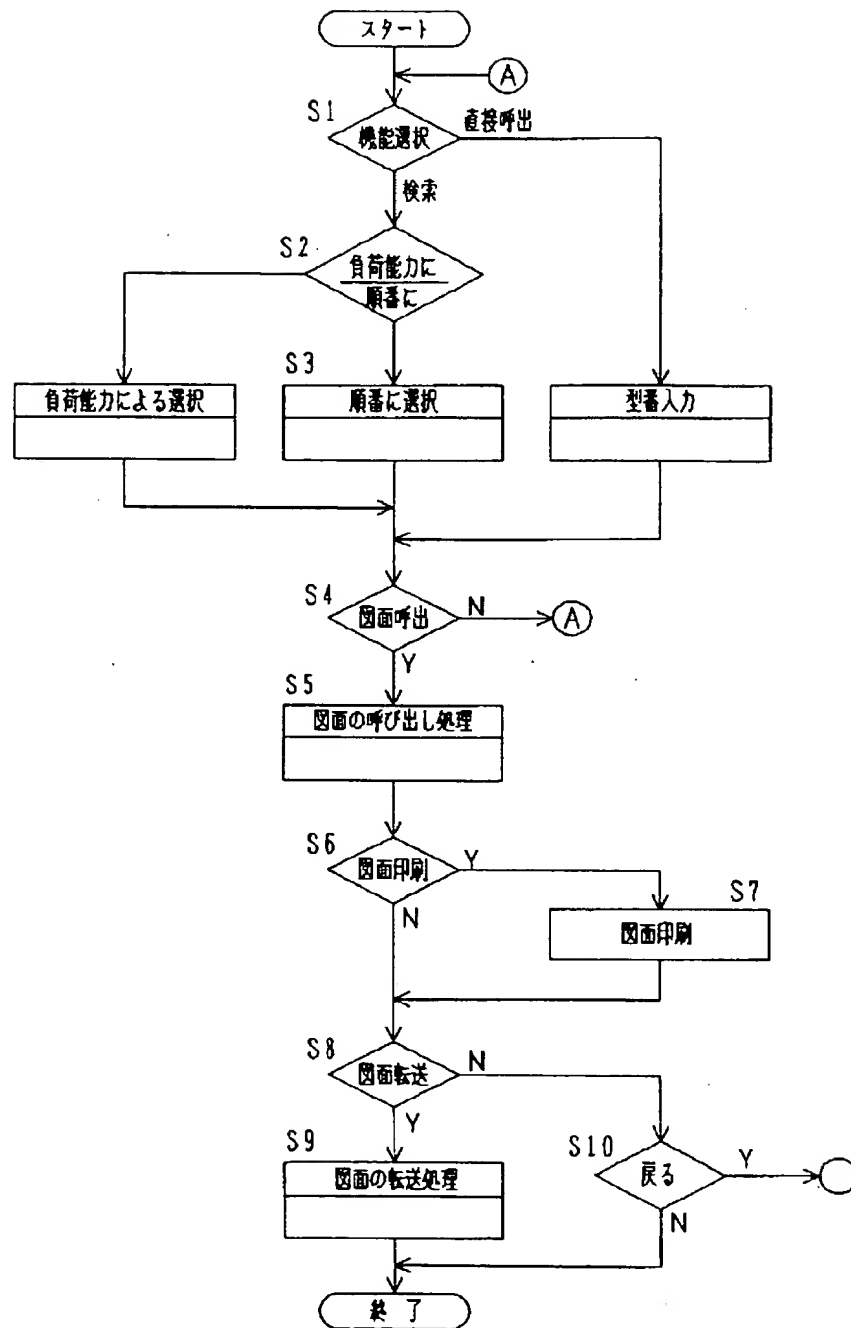 スタート
A
S1
機能選択
直接呼出
検索
S2
負荷能力に
順番に
S3
負荷能力による選択
順番に選択
型番入力
S4
図面呼出
N
A
Y
S5
図面の呼び出し処理
S6
図面印刷
Y
N
S7
図面印刷
S8
図面転送
N
Y
S9
図面の転送処理
S10
戻る
Y
N
終了